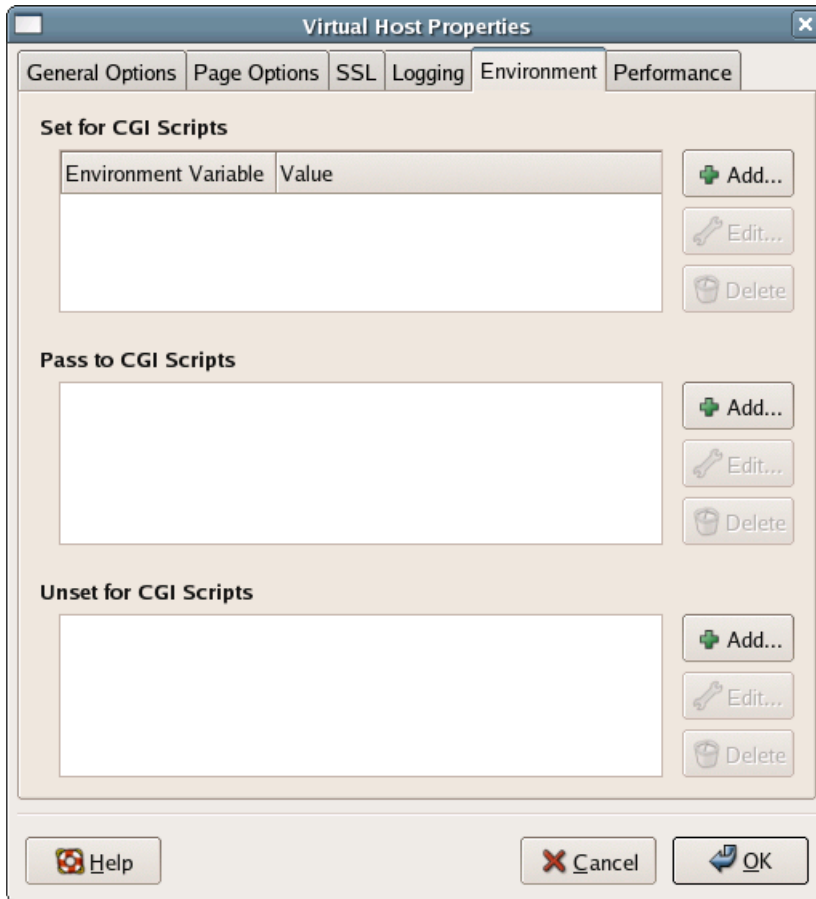 Virtual Host Properties
General Options Page Options SSL Logging Environment Performance
Set for CGI Scripts
Environment Variable Value
Add...
Edit...
Delete
Pass to CGI Scripts
Add...
Edit...
Delete
Unset for CGI Scripts
Add...
Edit...
Delete
Help Cancel OK